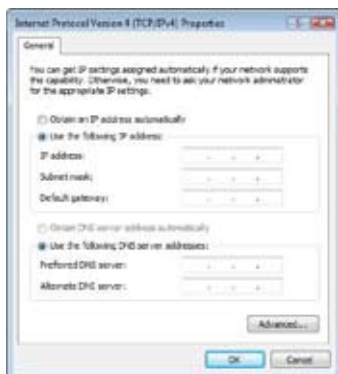 Internet Protocol Version 4 (TCP/IPv4) Properties
General
You can get IP settings assigned automatically if your network supports
this capability. Otherwise, you need to ask your network administrator
for the appropriate IP settings.
Obtain an IP address automatically
Use the following IP address:
IP address:
Subnet mask:
Default gateway:
Obtain DNS server address automatically
Use the following DNS server addresses:
Preferred DNS server:
Alternate DNS server:
Advanced...
OK
Cancel